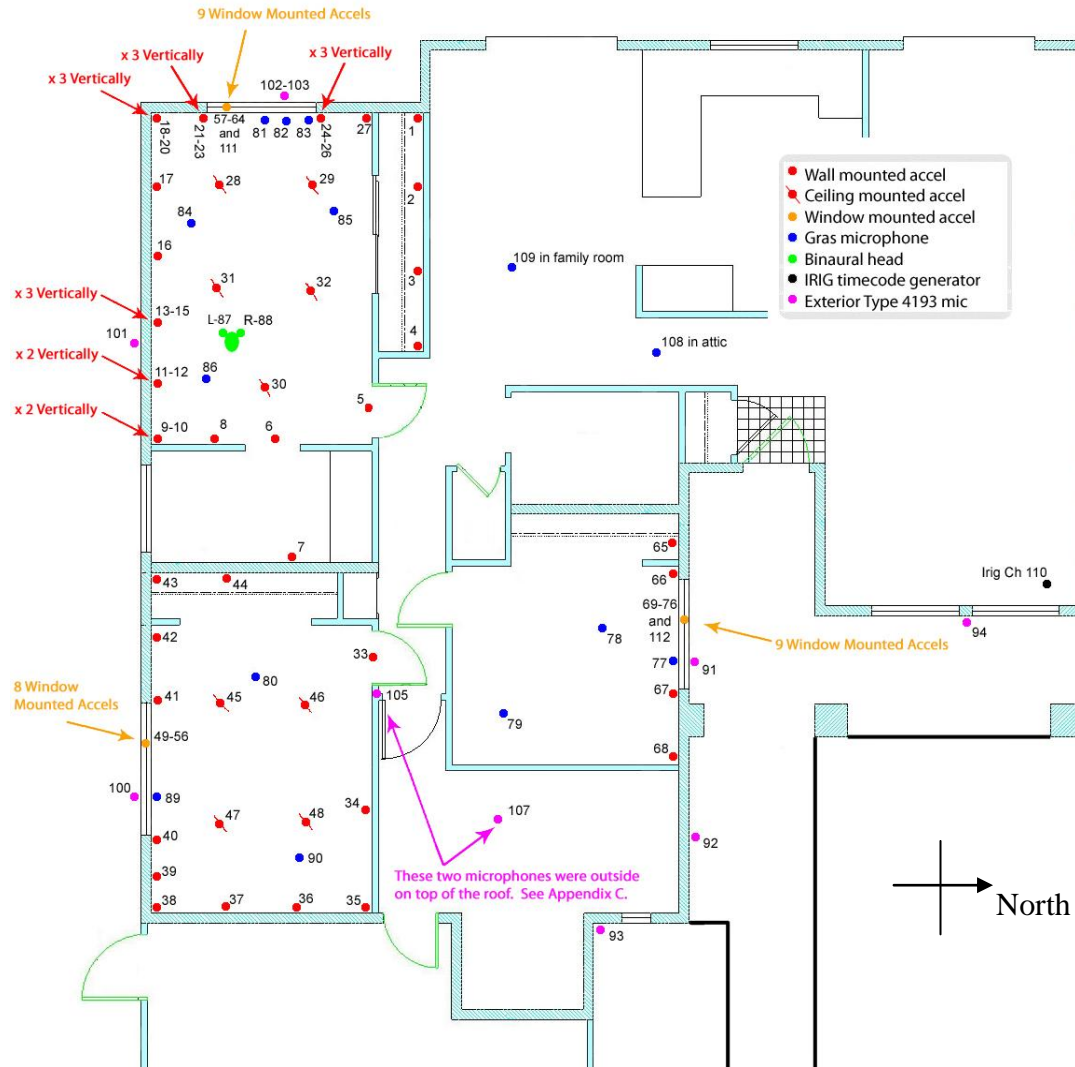 9 Window Mounted Accels
x 3 Vertically
x 3 Vertically
x 3 Vertically
102-103
18-20
21-23
57-64
and
111
81
82
83
24-26
27
1
17
28
29
2
84
85
16
31
32
3
x 3 Vertically
13-15
L-87
R-88
4
101
x 2 Vertically
11-12
86
30
5
x 2 Vertically
9-10
8
6
7
Wall mounted accel
Ceiling mounted accel
Window mounted accel
Gras microphone
Binaural head
IRIG timecode generator
Exterior Type 4193 mic
109 in family room
108 in attic
43
44
42
33
80
41
45
46
105
8 Window
Mounted Accels
49-56
100
89
47
48
34
40
90
39
38
37
36
35
65
66
69-76
and
112
78
77
67
79
68
91
9 Window Mounted Accels
Irig Ch 110
94
107
92
These two microphones were outside
on top of the roof. See Appendix C.
93
North